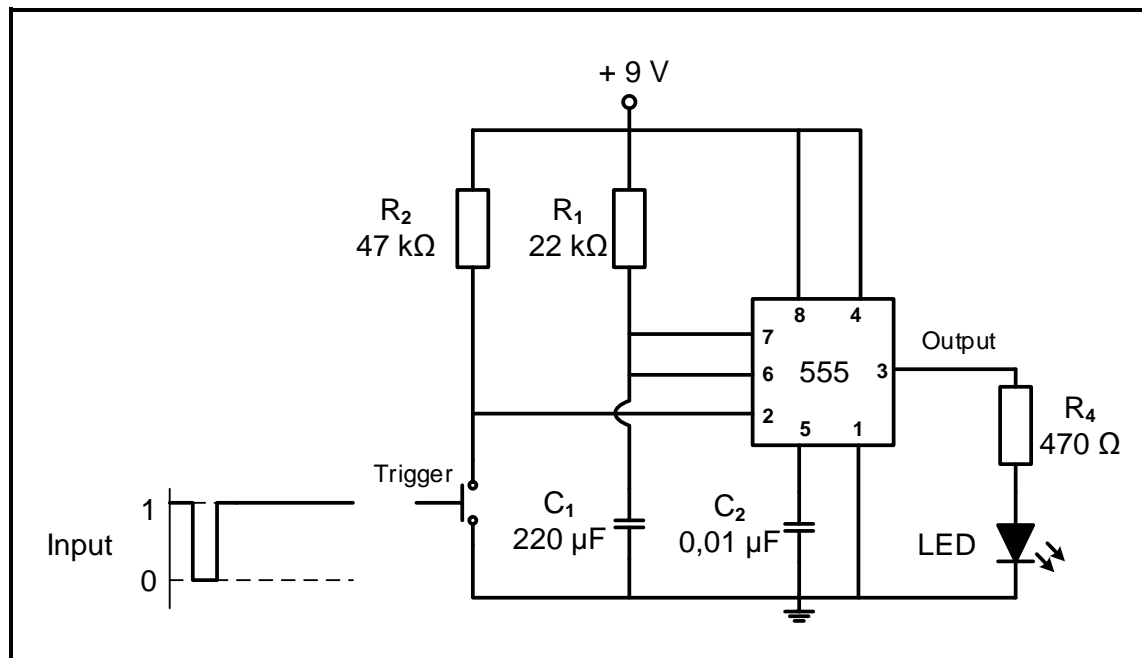 + 9 V
R₂
47 kΩ
R₁
22 kΩ
8 4
7
6 555 3
2
5 1
Output
R₄
470 Ω
Trigger
Input
1
0
C₁
220 µF
C₂
0,01 µF
LED